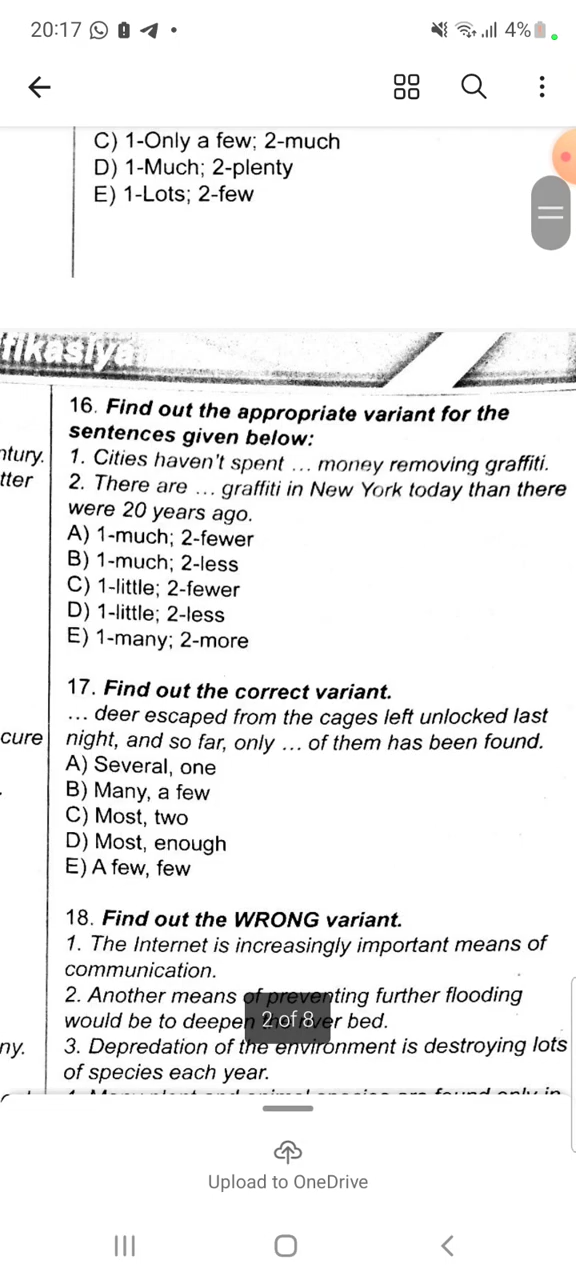 20:17
4%
C) 1-Only a few; 2-much
D) 1-Much; 2-plenty
E) 1-Lots; 2-few
fikasiya
16. Find out the appropriate variant for the
sentences given below:
ntury.
1. Cities haven't spent ... money removing graffiti.
tter
2. There are ... graffiti in New York today than there
were 20 years ago.
A) 1-much; 2-fewer
B) 1-much; 2-less
C) 1-little; 2-fewer
D) 1-little; 2-less
E) 1-many; 2-more
17. Find out the correct variant.
... deer escaped from the cages left unlocked last
cure
night, and so far, only ... of them has been found.
A) Several, one
B) Many, a few
C) Most, two
D) Most, enough
E) A few, few
18. Find out the WRONG variant.
1. The Internet is increasingly important means of
communication.
2. Another means of preventing further flooding
would be to deepen river bed.
2 of 8
ny.
3. Depredation of the environment is destroying lots
of species each year.
species are found only in
Upload to OneDrive